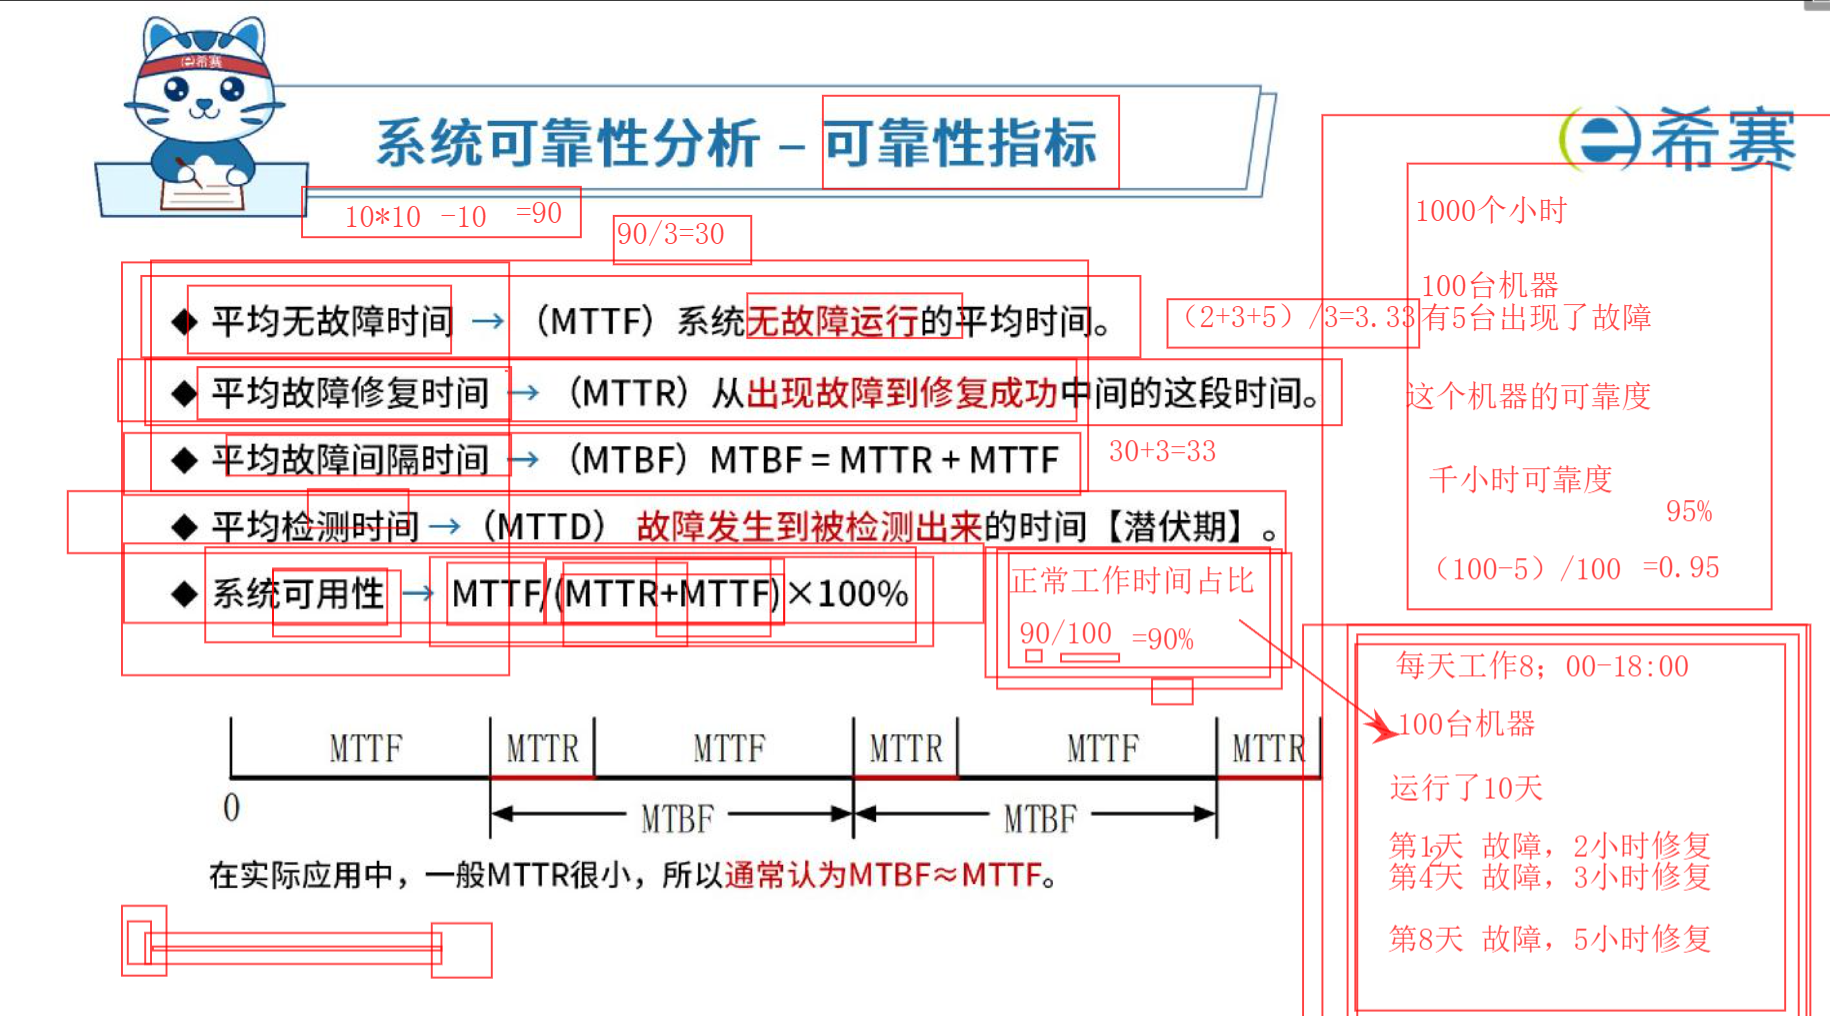 希赛
系统可靠性分析 – 可靠性指标
希赛
10*10 -10 =90
90/3=30
1000个小时
100台机器
◆ 平均无故障时间 → （MTTF）系统无故障运行的平均时间。
（2+3+5）/3=3.33
有5台出现了故障
◆ 平均故障修复时间 → （MTTR）从出现故障到修复成功中间的这段时间。
这个机器的可靠度
◆ 平均故障间隔时间 → （MTBF）MTBF = MTTR + MTTF
30+3=33
千小时可靠度
95%
◆ 平均检测时间 → （MTTD） 故障发生到被检测出来的时间【潜伏期】。
（100-5）/100 =0.95
◆ 系统可用性 → MTTF/(MTTR+MTTF)×100%
正常工作时间占比
90/100 =90%
每天工作8；00-18:00
100台机器
运行了10天
第1天 故障，2小时修复
2
第4天 故障，3小时修复
第8天 故障，5小时修复
MTTF MTTR MTTF MTTR MTTF MTTR
0 MTBF MTBF
在实际应用中，一般MTTR很小，所以通常认为MTBF≈MTTF。